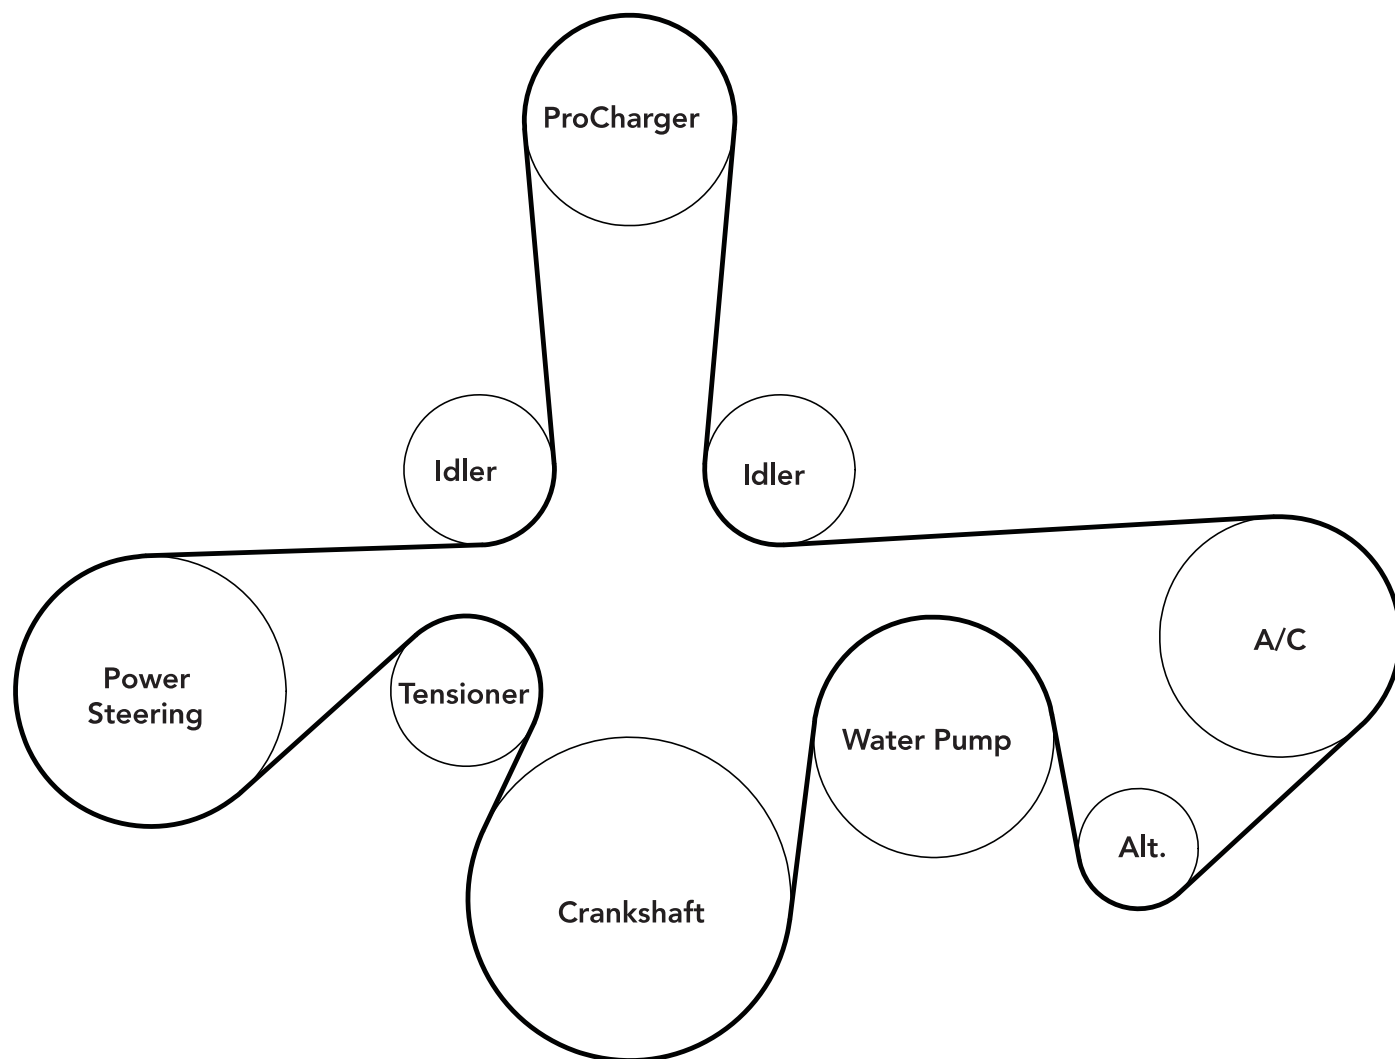 ProCharger
Idler
Idler
A/C
Power
Steering
Tensioner
Water Pump
Alt.
Crankshaft